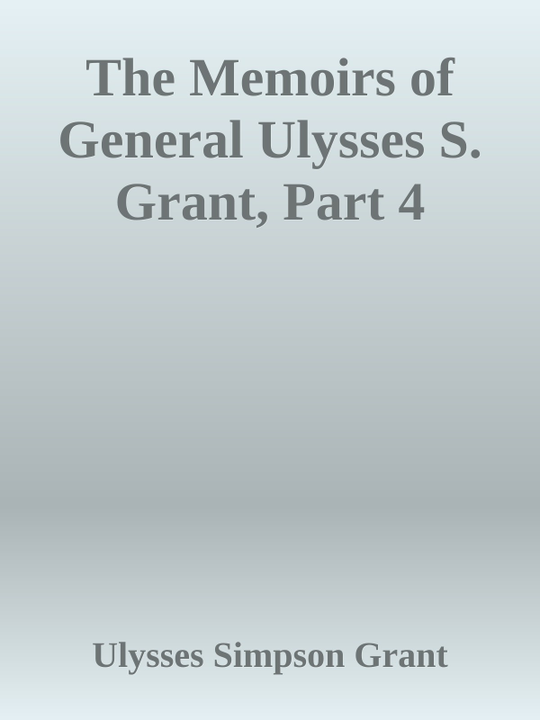 The Memoirs of
General Ulysses S.
Grant, Part 4
Ulysses Simpson Grant